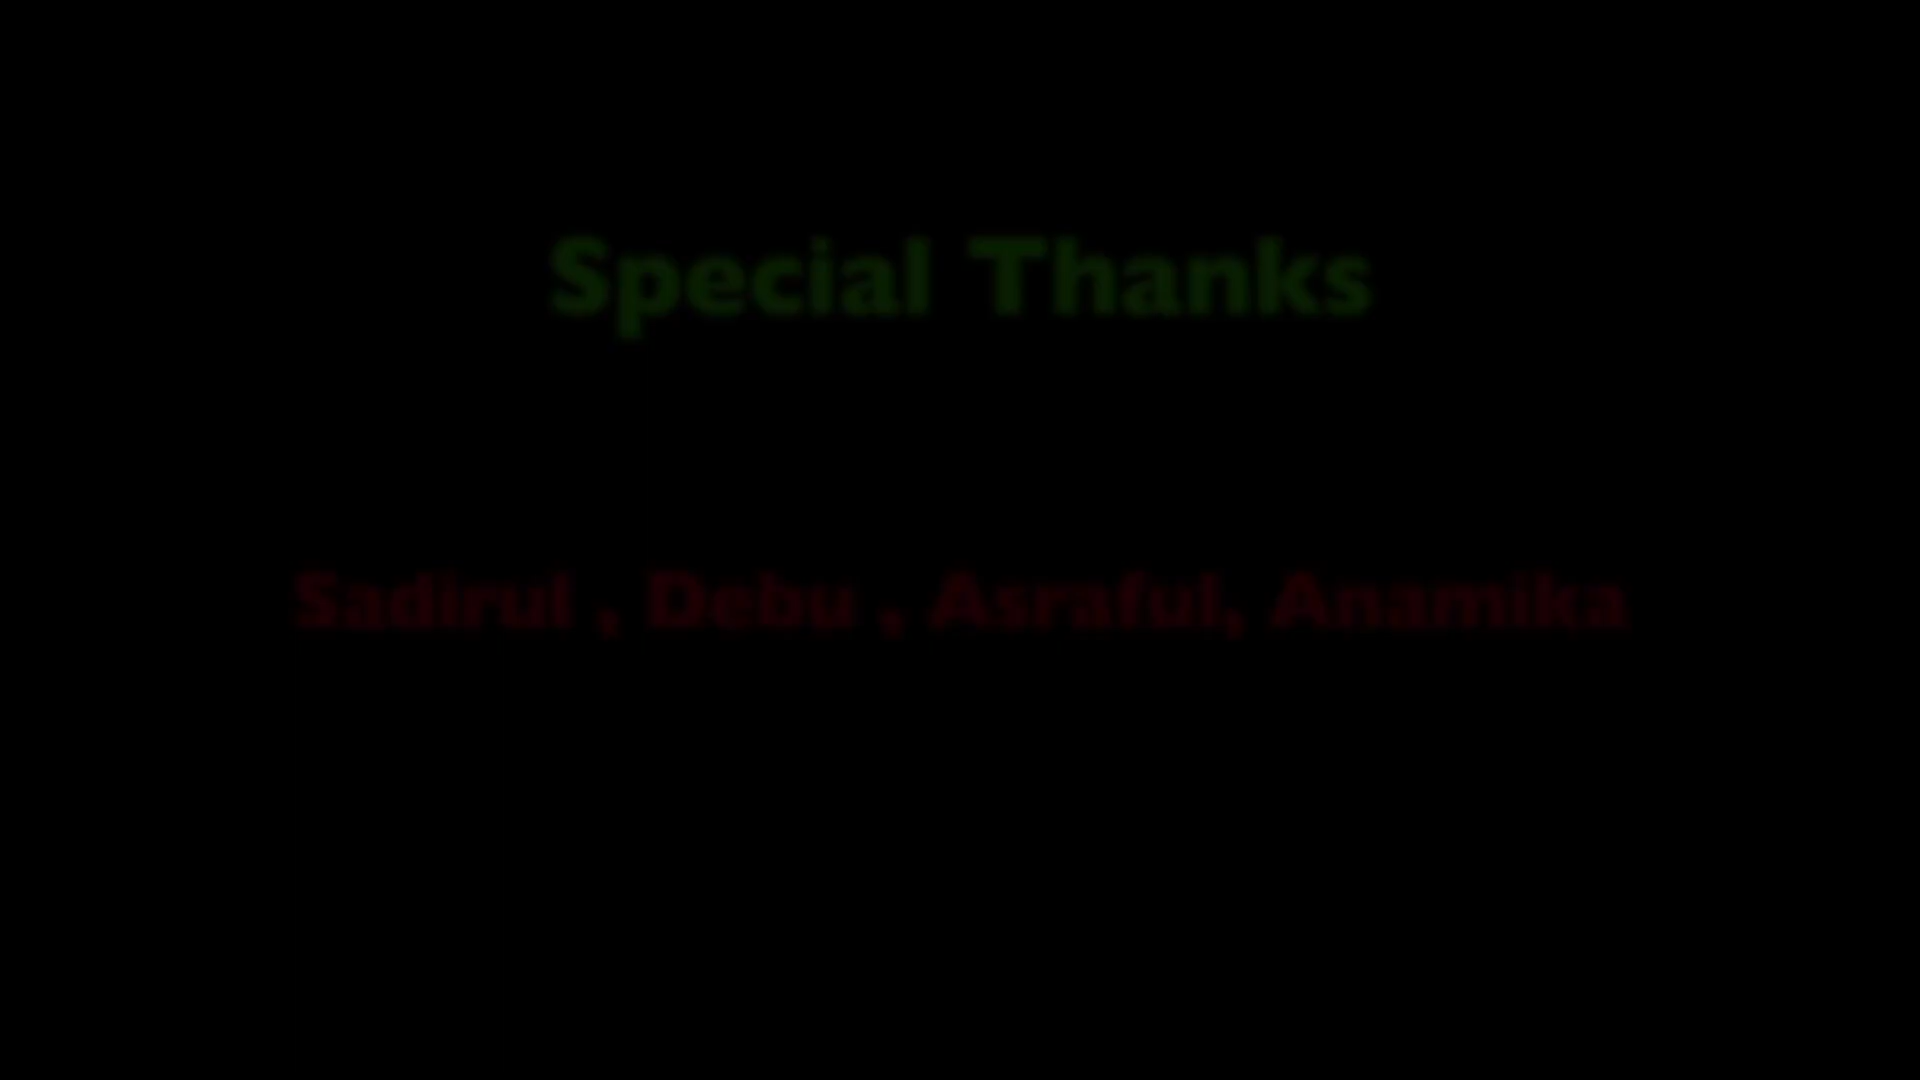 Special Thanks
Sadirul , Debu , Asraful, Anamika